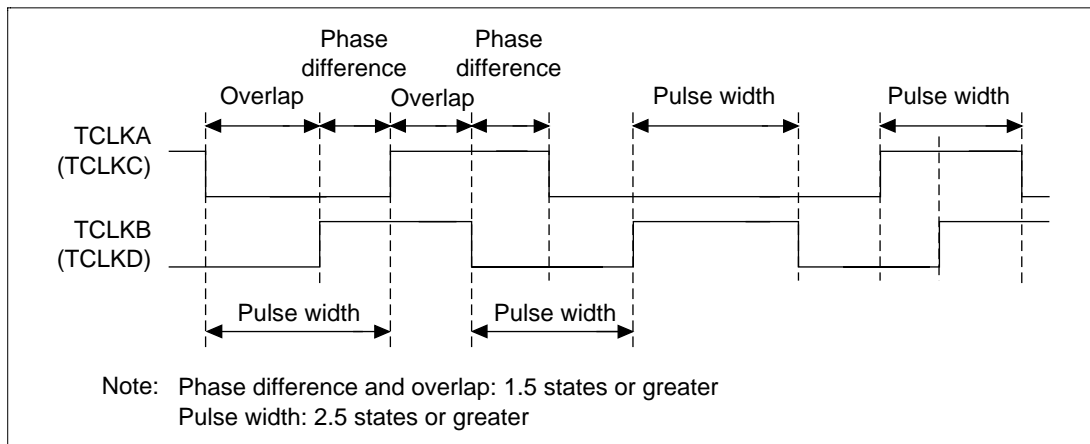 Phase difference
Phase difference
Overlap
Overlap
Pulse width
Pulse width
TCLKA
(TCLKC)
TCLKB
(TCLKD)
Pulse width
Pulse width
Note: Phase difference and overlap: 1.5 states or greater
Pulse width: 2.5 states or greater